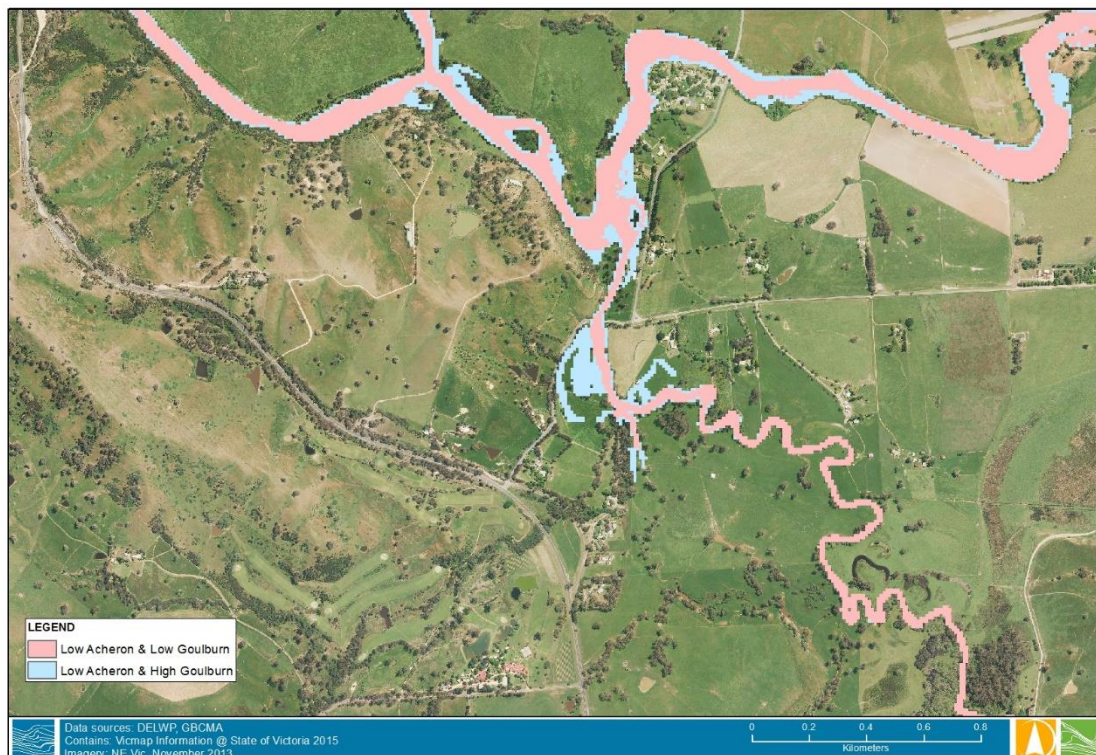 LEGEND
Low Acheron & Low Goulburn
Low Acheron & High Goulburn
Data sources: DELWP, GBCMA
Contains: Vicmap Information @ State of Victoria 2015
Imagery: NE Vic, November 2013
0 0.2 0.4 0.6 0.8
Kilometers